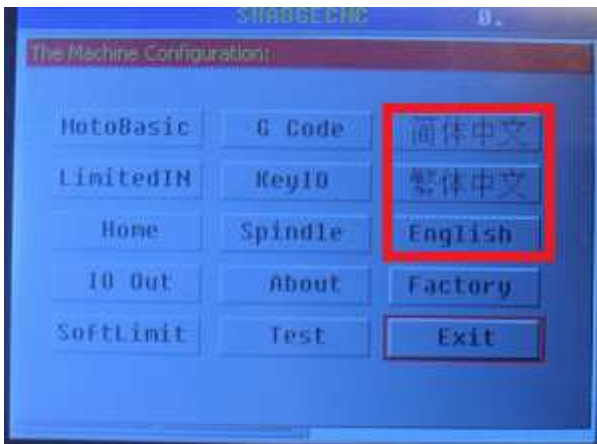 0.
The Machine Configuration:
MotoBasic G Code 简体中文
LimitedIN KeyIO 繁体中文
Home Spindle English
IO Out About Factory
SoftLimit Test Exit